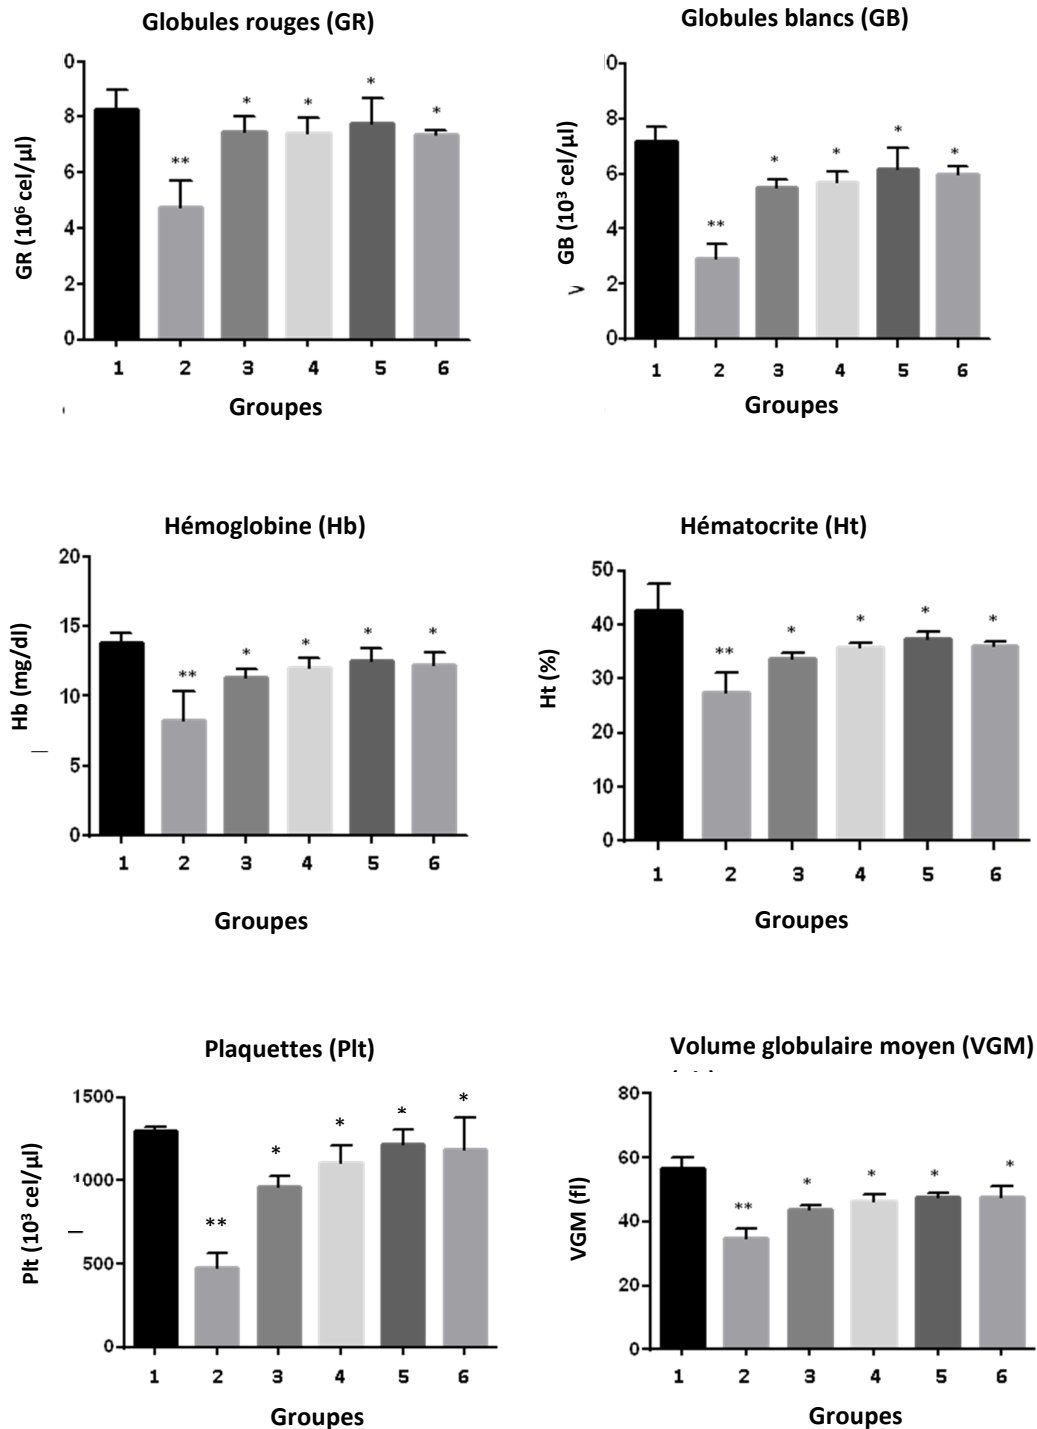 Globules rouges (GR)
GR (10⁶ cel/µl)
0
8
6
4
2
0
**
*
*
*
*
1 2 3 4 5 6
Groupes
Globules blancs (GB)
GB (10³ cel/µl)
0
8
6
4
2
0
**
*
*
*
*
1 2 3 4 5 6
Groupes
Hémoglobine (Hb)
Hb (mg/dl)
20
15
10
5
0
**
*
*
*
*
1 2 3 4 5 6
Groupes
Hématocrite (Ht)
Ht (%)
50
40
30
20
10
0
**
*
*
*
*
1 2 3 4 5 6
Groupes
Plaquettes (Plt)
Plt (10³ cel/µl)
1500
1000
500
0
**
*
*
*
*
1 2 3 4 5 6
Groupes
Volume globulaire moyen (VGM)
VGM (fl)
80
60
40
20
0
**
*
*
*
*
1 2 3 4 5 6
Groupes